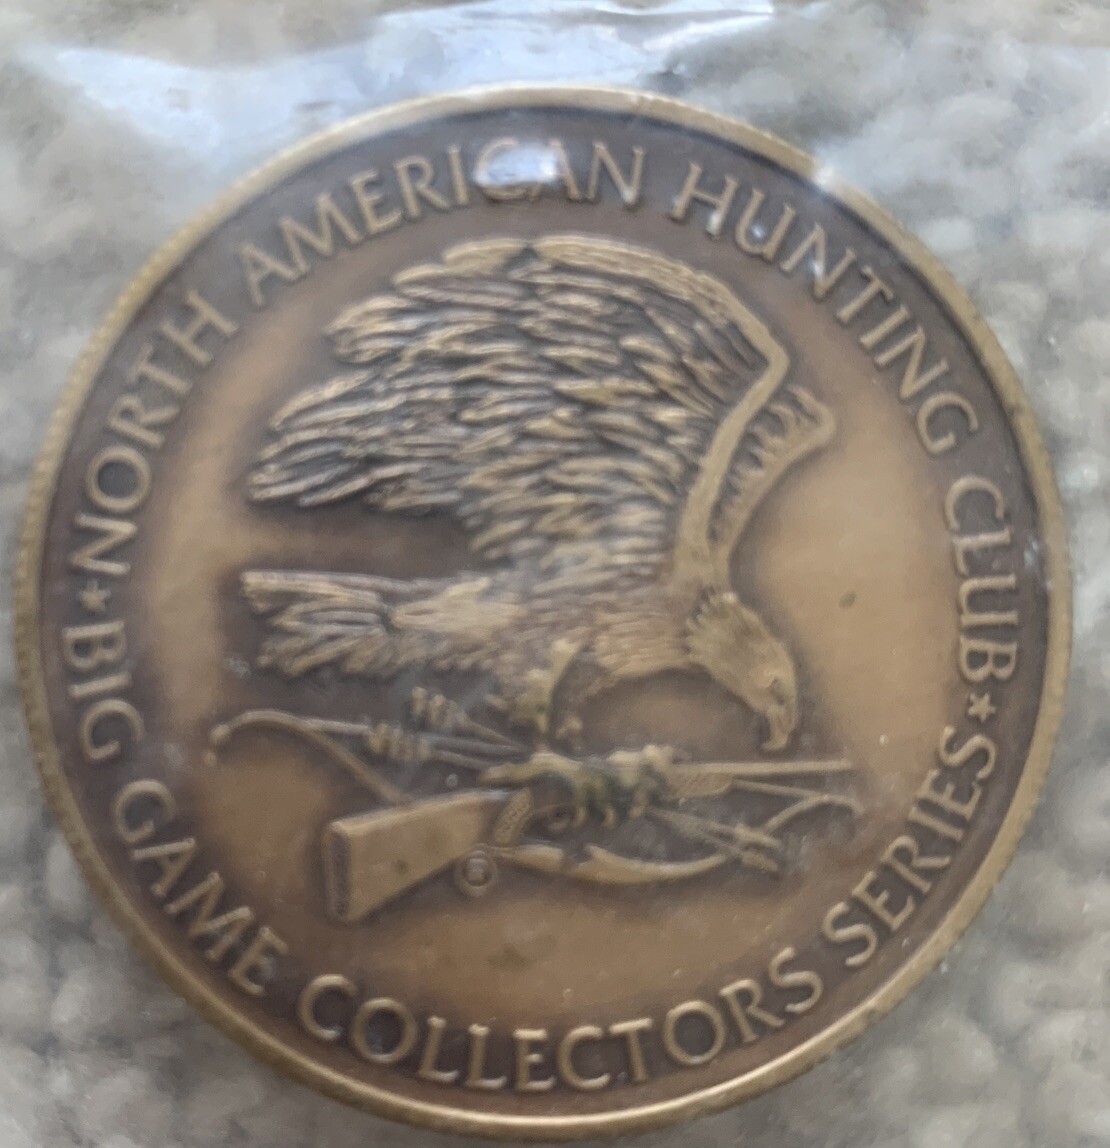 ★NORTH AMERICAN HUNTING CLUB★
BIG GAME COLLECTORS SERIES
®